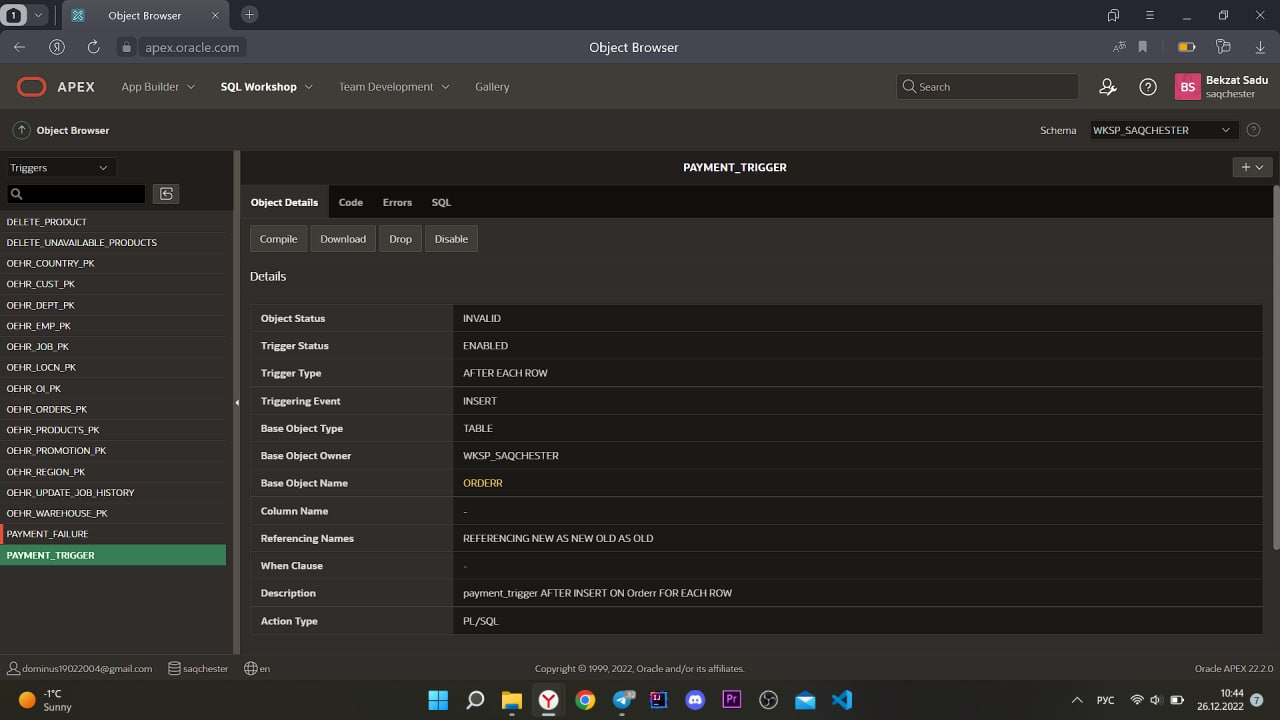 1
Object Browser
apex.oracle.com
Object Browser
APEX
App Builder
SQL Workshop
Team Development
Gallery
Search
BS
Bekzat Sadu
saqchester
Object Browser
Schema
WKSP_SAQCHESTER
Triggers
PAYMENT_TRIGGER
Object Details
Code
Errors
SQL
DELETE_PRODUCT
DELETE_UNAVAILABLE_PRODUCTS
OEHR_COUNTRY_PK
OEHR_CUST_PK
OEHR_DEPT_PK
OEHR_EMP_PK
OEHR_JOB_PK
OEHR_LOCN_PK
OEHR_OI_PK
OEHR_ORDERS_PK
OEHR_PRODUCTS_PK
OEHR_PROMOTION_PK
OEHR_REGION_PK
OEHR_UPDATE_JOB_HISTORY
OEHR_WAREHOUSE_PK
PAYMENT_FAILURE
PAYMENT_TRIGGER
Compile
Download
Drop
Disable
Details
Object Status INVALID
Trigger Status ENABLED
Trigger Type AFTER EACH ROW
Triggering Event INSERT
Base Object Type TABLE
Base Object Owner WKSP_SAQCHESTER
Base Object Name ORDERR
Column Name -
Referencing Names REFERENCING NEW AS NEW OLD AS OLD
When Clause -
Description payment_trigger AFTER INSERT ON Orderr FOR EACH ROW
Action Type PL/SQL
dominus19022004@gmail.com
saqchester
en
Copyright © 1999, 2022, Oracle and/or its affiliates.
Oracle APEX 22.2.0
-1°C
Sunny
РУС
10:44
26.12.2022
7